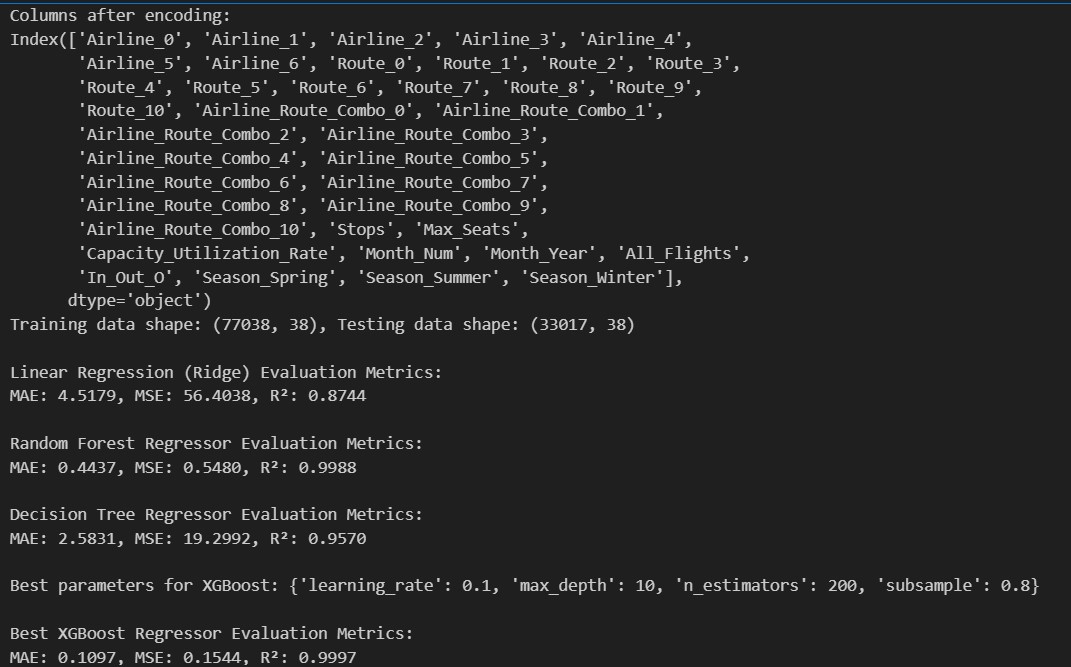 Columns after encoding:
Index(['Airline_0', 'Airline_1', 'Airline_2', 'Airline_3', 'Airline_4',
'Airline_5', 'Airline_6', 'Route_0', 'Route_1', 'Route_2', 'Route_3',
'Route_4', 'Route_5', 'Route_6', 'Route_7', 'Route_8', 'Route_9',
'Route_10', 'Airline_Route_Combo_0', 'Airline_Route_Combo_1',
'Airline_Route_Combo_2', 'Airline_Route_Combo_3',
'Airline_Route_Combo_4', 'Airline_Route_Combo_5',
'Airline_Route_Combo_6', 'Airline_Route_Combo_7',
'Airline_Route_Combo_8', 'Airline_Route_Combo_9',
'Airline_Route_Combo_10', 'Stops', 'Max_Seats',
'Capacity_Utilization_Rate', 'Month_Num', 'Month_Year', 'All_Flights',
'In_Out_O', 'Season_Spring', 'Season_Summer', 'Season_Winter'],
dtype='object')
Training data shape: (77038, 38), Testing data shape: (33017, 38)
Linear Regression (Ridge) Evaluation Metrics:
MAE: 4.5179, MSE: 56.4038, R²: 0.8744
Random Forest Regressor Evaluation Metrics:
MAE: 0.4437, MSE: 0.5480, R²: 0.9988
Decision Tree Regressor Evaluation Metrics:
MAE: 2.5831, MSE: 19.2992, R²: 0.9570
Best parameters for XGBoost: {'learning_rate': 0.1, 'max_depth': 10, 'n_estimators': 200, 'subsample': 0.8}
Best XGBoost Regressor Evaluation Metrics:
MAE: 0.1097, MSE: 0.1544, R²: 0.9997